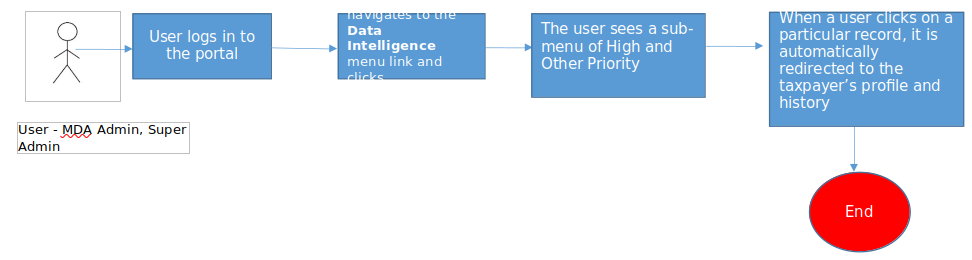 User logs in to
the portal
navigates to the
Data
Intelligence
menu link and
clicks
The user sees a sub-
menu of High and
Other Priority
When a user clicks on a
particular record, it is
automatically
redirected to the
taxpayer’s profile and
history
User - MDA Admin, Super
Admin
End